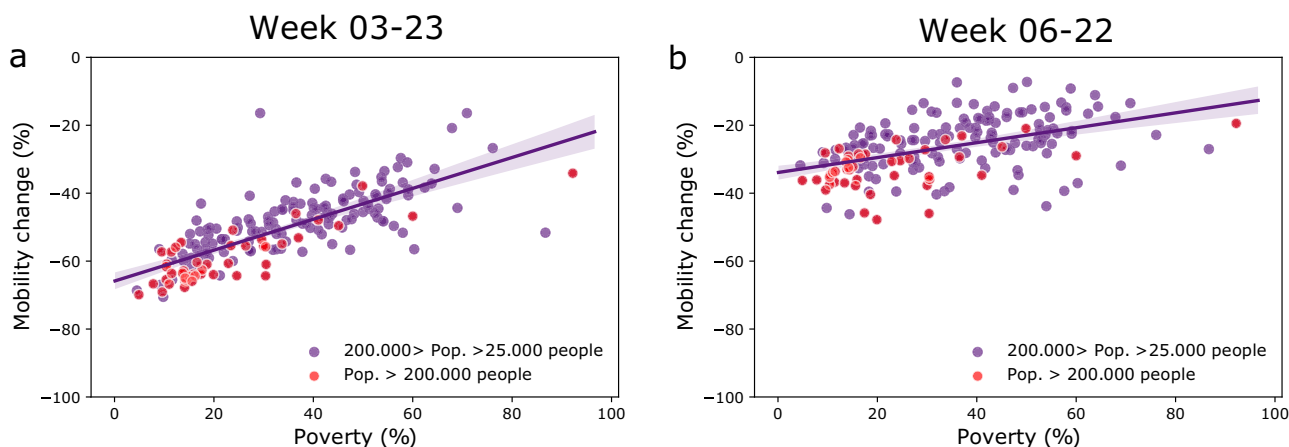 Week 03-23
a
0
−20
−40
−60
−80
−100
Mobility change (%)
200.000> Pop. >25.000 people
Pop. > 200.000 people
0 20 40 60 80 100
Poverty (%)
Week 06-22
b
0
−20
−40
−60
−80
−100
Mobility change (%)
200.000> Pop. >25.000 people
Pop. > 200.000 people
0 20 40 60 80 100
Poverty (%)